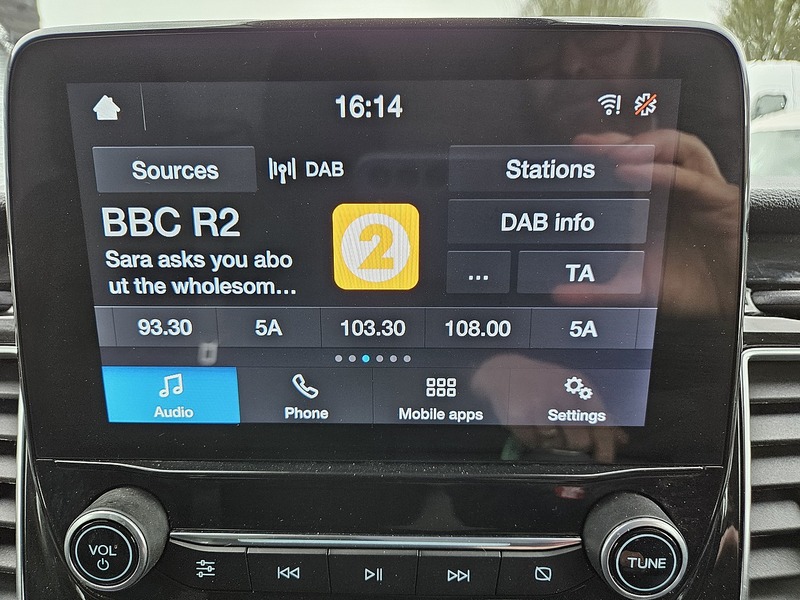 16:14
Sources
DAB
Stations
BBC R2
2
DAB info
Sara asks you abo
ut the wholesom...
...
TA
93.30
5A
103.30
108.00
5A
Audio
Phone
Mobile apps
Settings
VOL
TUNE